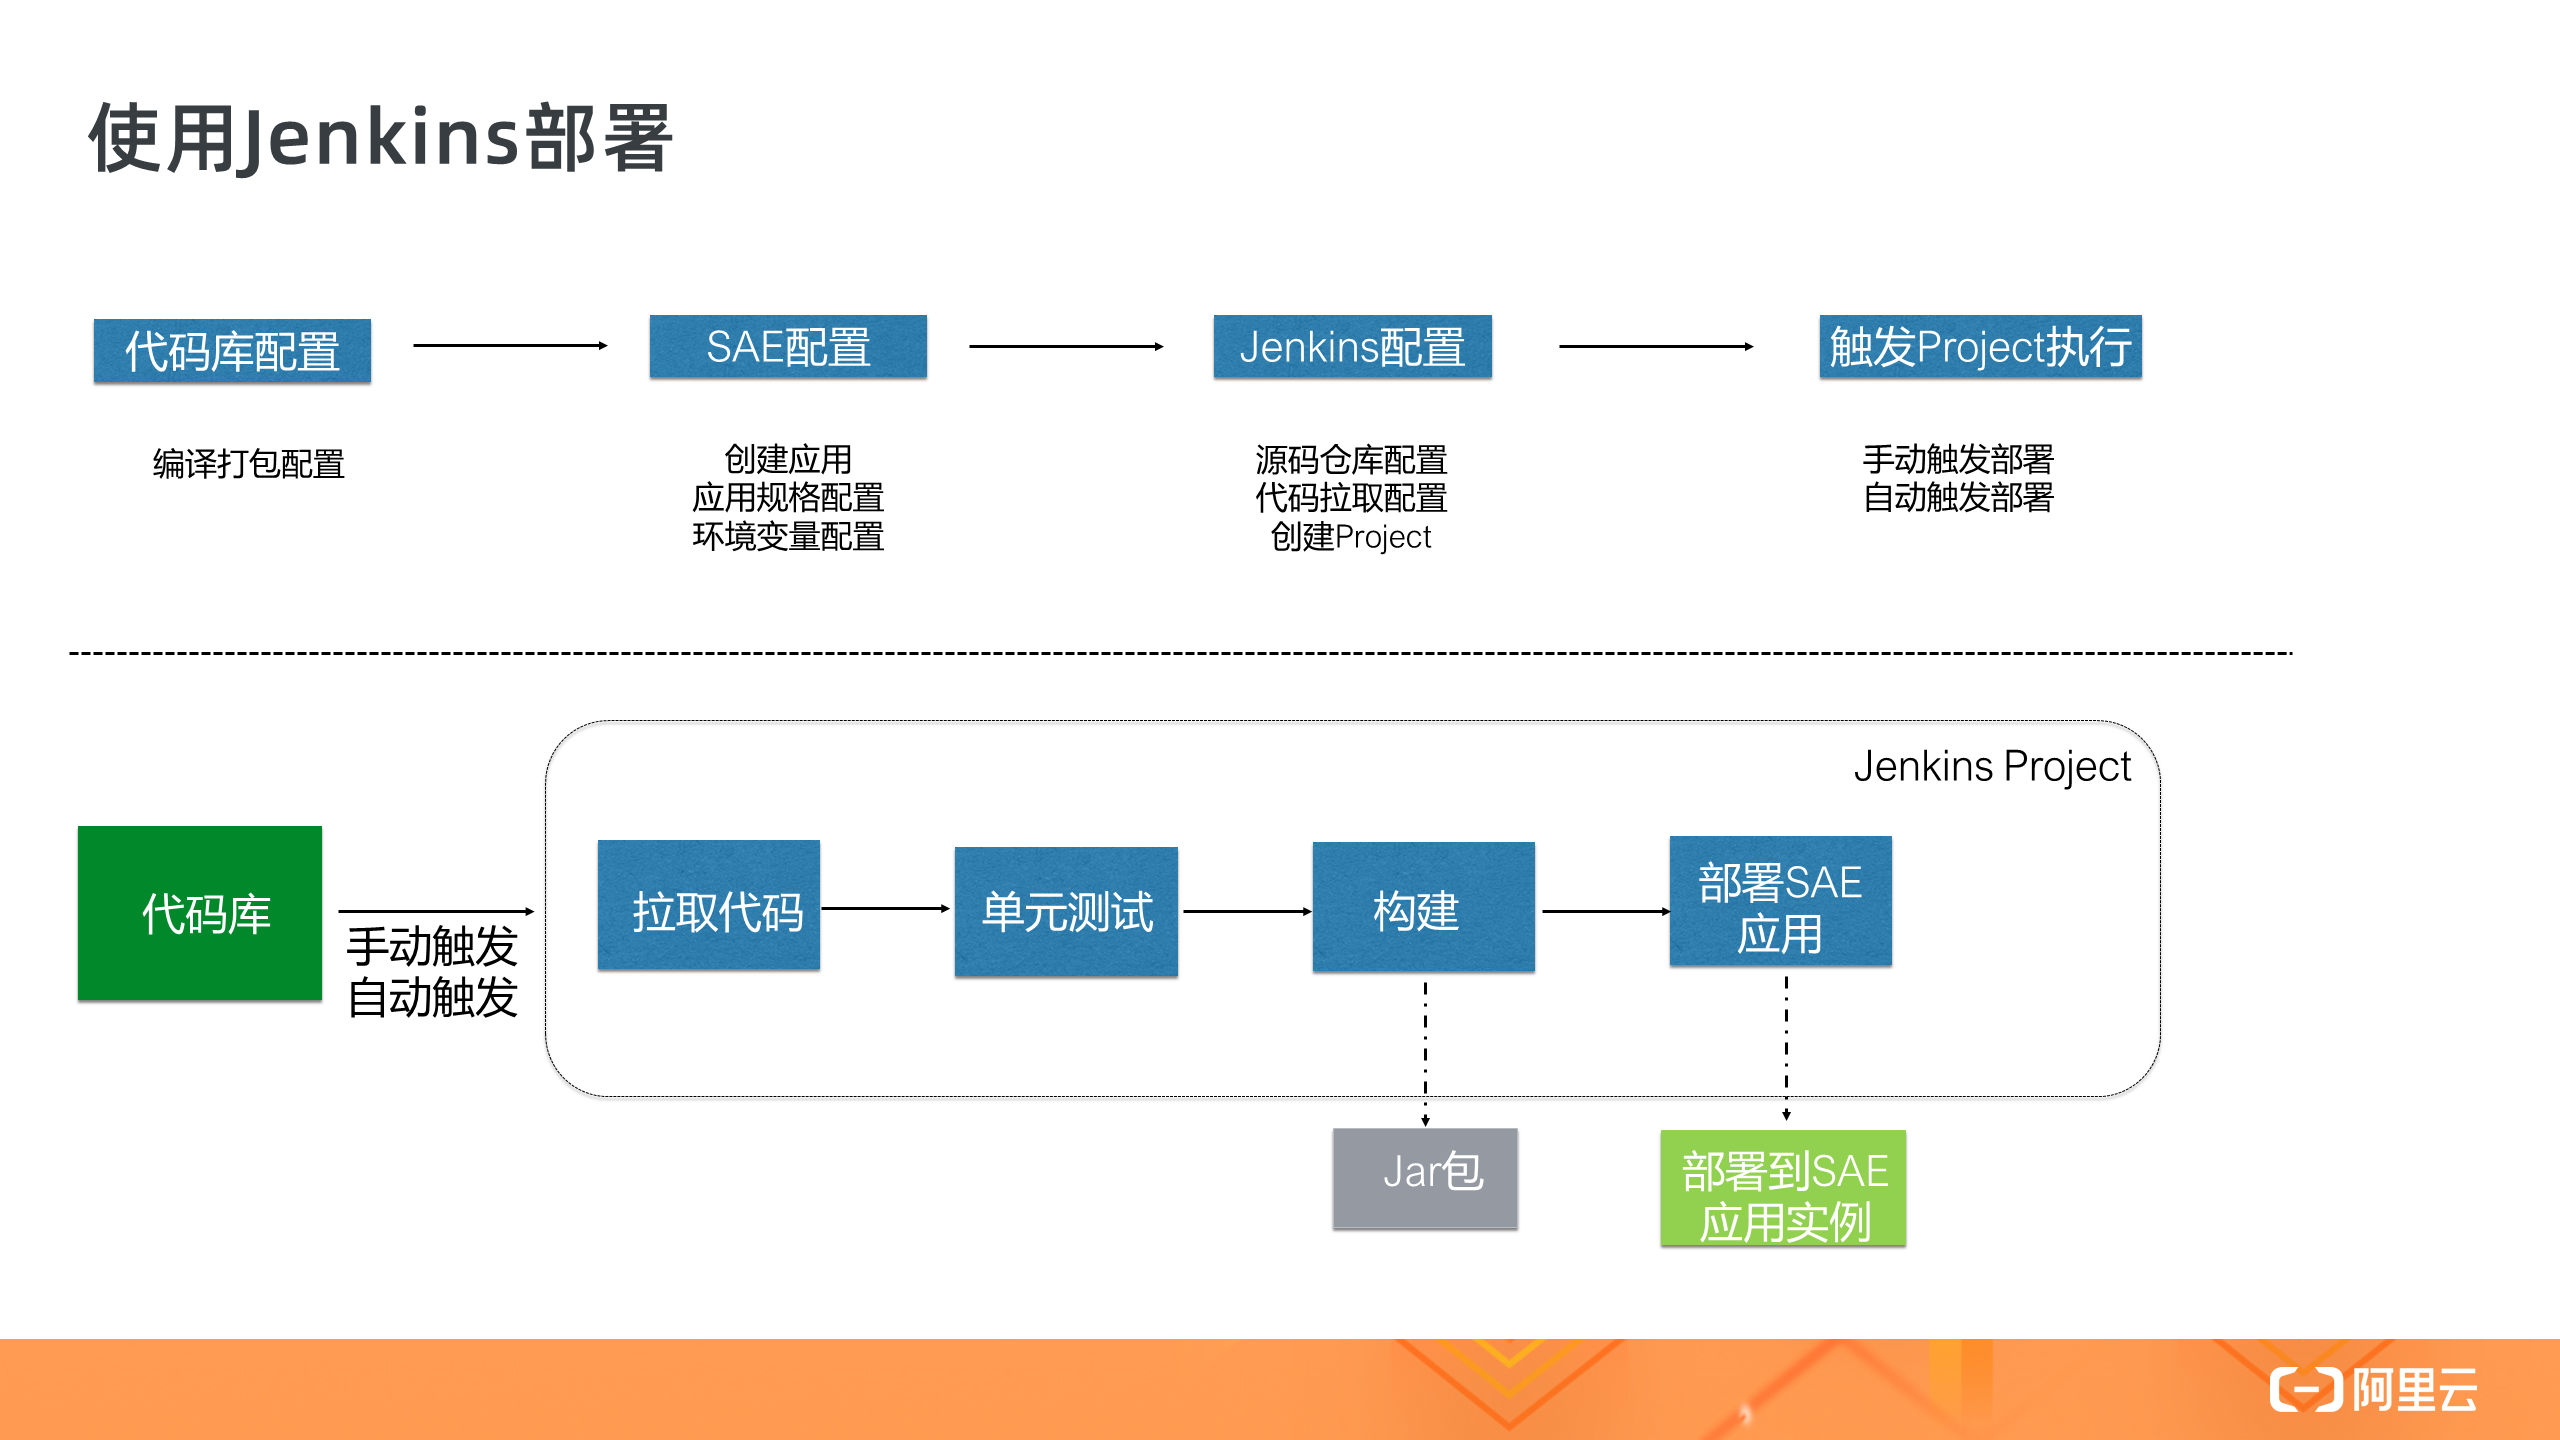 使用Jenkins部署
代码库配置
SAE配置
Jenkins配置
触发Project执行
编译打包配置
创建应用
应用规格配置
环境变量配置
源码仓库配置
代码拉取配置
创建Project
手动触发部署
自动触发部署
Jenkins Project
代码库
手动触发
自动触发
拉取代码
单元测试
构建
部署SAE
应用
Jar包
部署到SAE
应用实例
阿里云